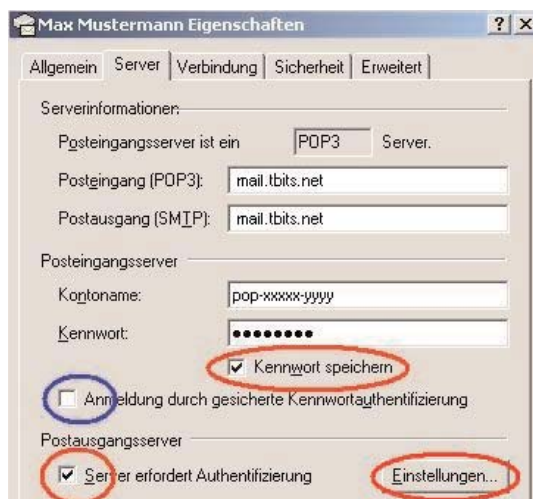 Max Mustermann Eigenschaften
Allgemein Server Verbindung Sicherheit Erweitert
Serverinformationen:
Posteingangsserver ist ein POP3 Server.
Posteingang (POP3): mail.tbits.net
Postausgang (SMTP): mail.tbits.net
Posteingangsserver
Kontoname: pop-xxxxx-yyyy
Kennwort: ●●●●●●●●
Kennwort speichern
Anmeldung durch gesicherte Kennwortauthentifizierung
Postausgangsserver
Server erfordert Authentifizierung Einstellungen...